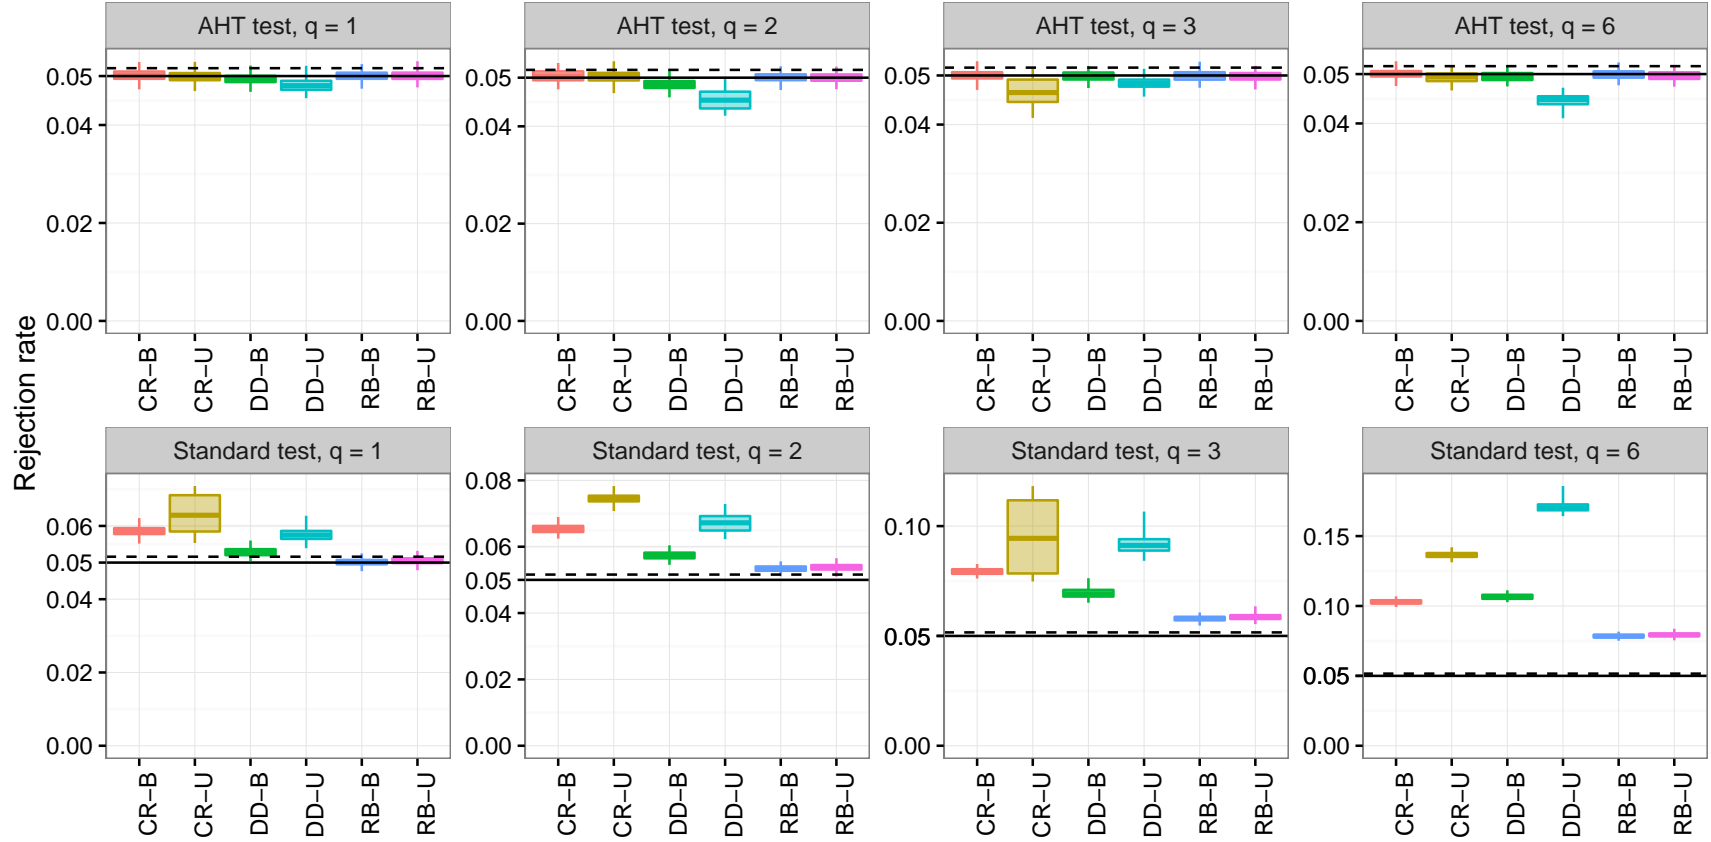 Rejection rate
AHT test, q = 1
AHT test, q = 2
AHT test, q = 3
AHT test, q = 6
0.05
0.04
0.02
0.00
0.05
0.04
0.02
0.00
0.05
0.04
0.02
0.00
0.05
0.04
0.02
0.00
CR−B
CR−U
DD−B
DD−U
RB−B
RB−U
CR−B
CR−U
DD−B
DD−U
RB−B
RB−U
CR−B
CR−U
DD−B
DD−U
RB−B
RB−U
CR−B
CR−U
DD−B
DD−U
RB−B
RB−U
Standard test, q = 1
Standard test, q = 2
Standard test, q = 3
Standard test, q = 6
0.06
0.05
0.04
0.02
0.00
0.08
0.06
0.05
0.04
0.02
0.00
0.10
0.05
0.00
0.15
0.10
0.05
0.00
CR−B
CR−U
DD−B
DD−U
RB−B
RB−U
CR−B
CR−U
DD−B
DD−U
RB−B
RB−U
CR−B
CR−U
DD−B
DD−U
RB−B
RB−U
CR−B
CR−U
DD−B
DD−U
RB−B
RB−U